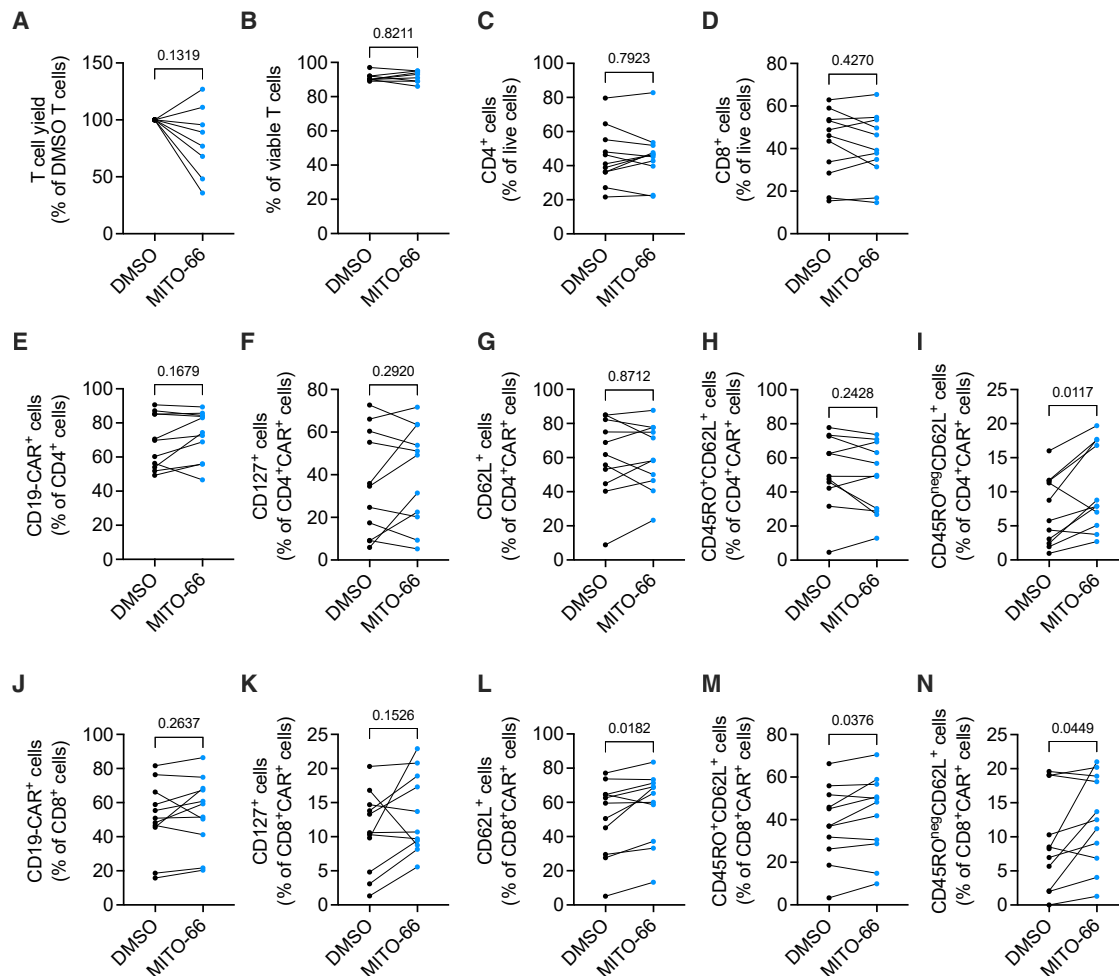 A
B
C
D
0.1319
0.8211
0.7923
0.4270
T cell yield
(% of DMSO T cells)
150
100
50
0
DMSO
MITO-66
% of viable T cells
100
80
60
40
20
0
DMSO
MITO-66
CD4⁺ cells
(% of live cells)
100
80
60
40
20
0
DMSO
MITO-66
CD8⁺ cells
(% of live cells)
80
60
40
20
0
DMSO
MITO-66
E
F
G
H
I
0.1679
0.2920
0.8712
0.2428
0.0117
CD19-CAR⁺ cells
(% of CD4⁺ cells)
100
80
60
40
20
0
DMSO
MITO-66
CD127⁺ cells
(% of CD4⁺CAR⁺ cells)
80
60
40
20
0
DMSO
MITO-66
CD62L⁺ cells
(% of CD4⁺CAR⁺ cells)
100
80
60
40
20
0
DMSO
MITO-66
CD45RO⁺CD62L⁺ cells
(% of CD4⁺CAR⁺ cells)
100
80
60
40
20
0
DMSO
MITO-66
CD45ROⁿᵉᵍCD62L⁺ cells
(% of CD4⁺CAR⁺ cells)
25
20
15
10
5
0
DMSO
MITO-66
J
K
L
M
N
0.2637
0.1526
0.0182
0.0376
0.0449
CD19-CAR⁺ cells
(% of CD8⁺ cells)
100
80
60
40
20
0
DMSO
MITO-66
CD127⁺ cells
(% of CD8⁺CAR⁺ cells)
25
20
15
10
5
0
DMSO
MITO-66
CD62L⁺ cells
(% of CD8⁺CAR⁺ cells)
100
80
60
40
20
0
DMSO
MITO-66
CD45RO⁺CD62L⁺ cells
(% of CD8⁺CAR⁺ cells)
80
60
40
20
0
DMSO
MITO-66
CD45ROⁿᵉᵍCD62L⁺ cells
(% of CD8⁺CAR⁺ cells)
25
20
15
10
5
0
DMSO
MITO-66